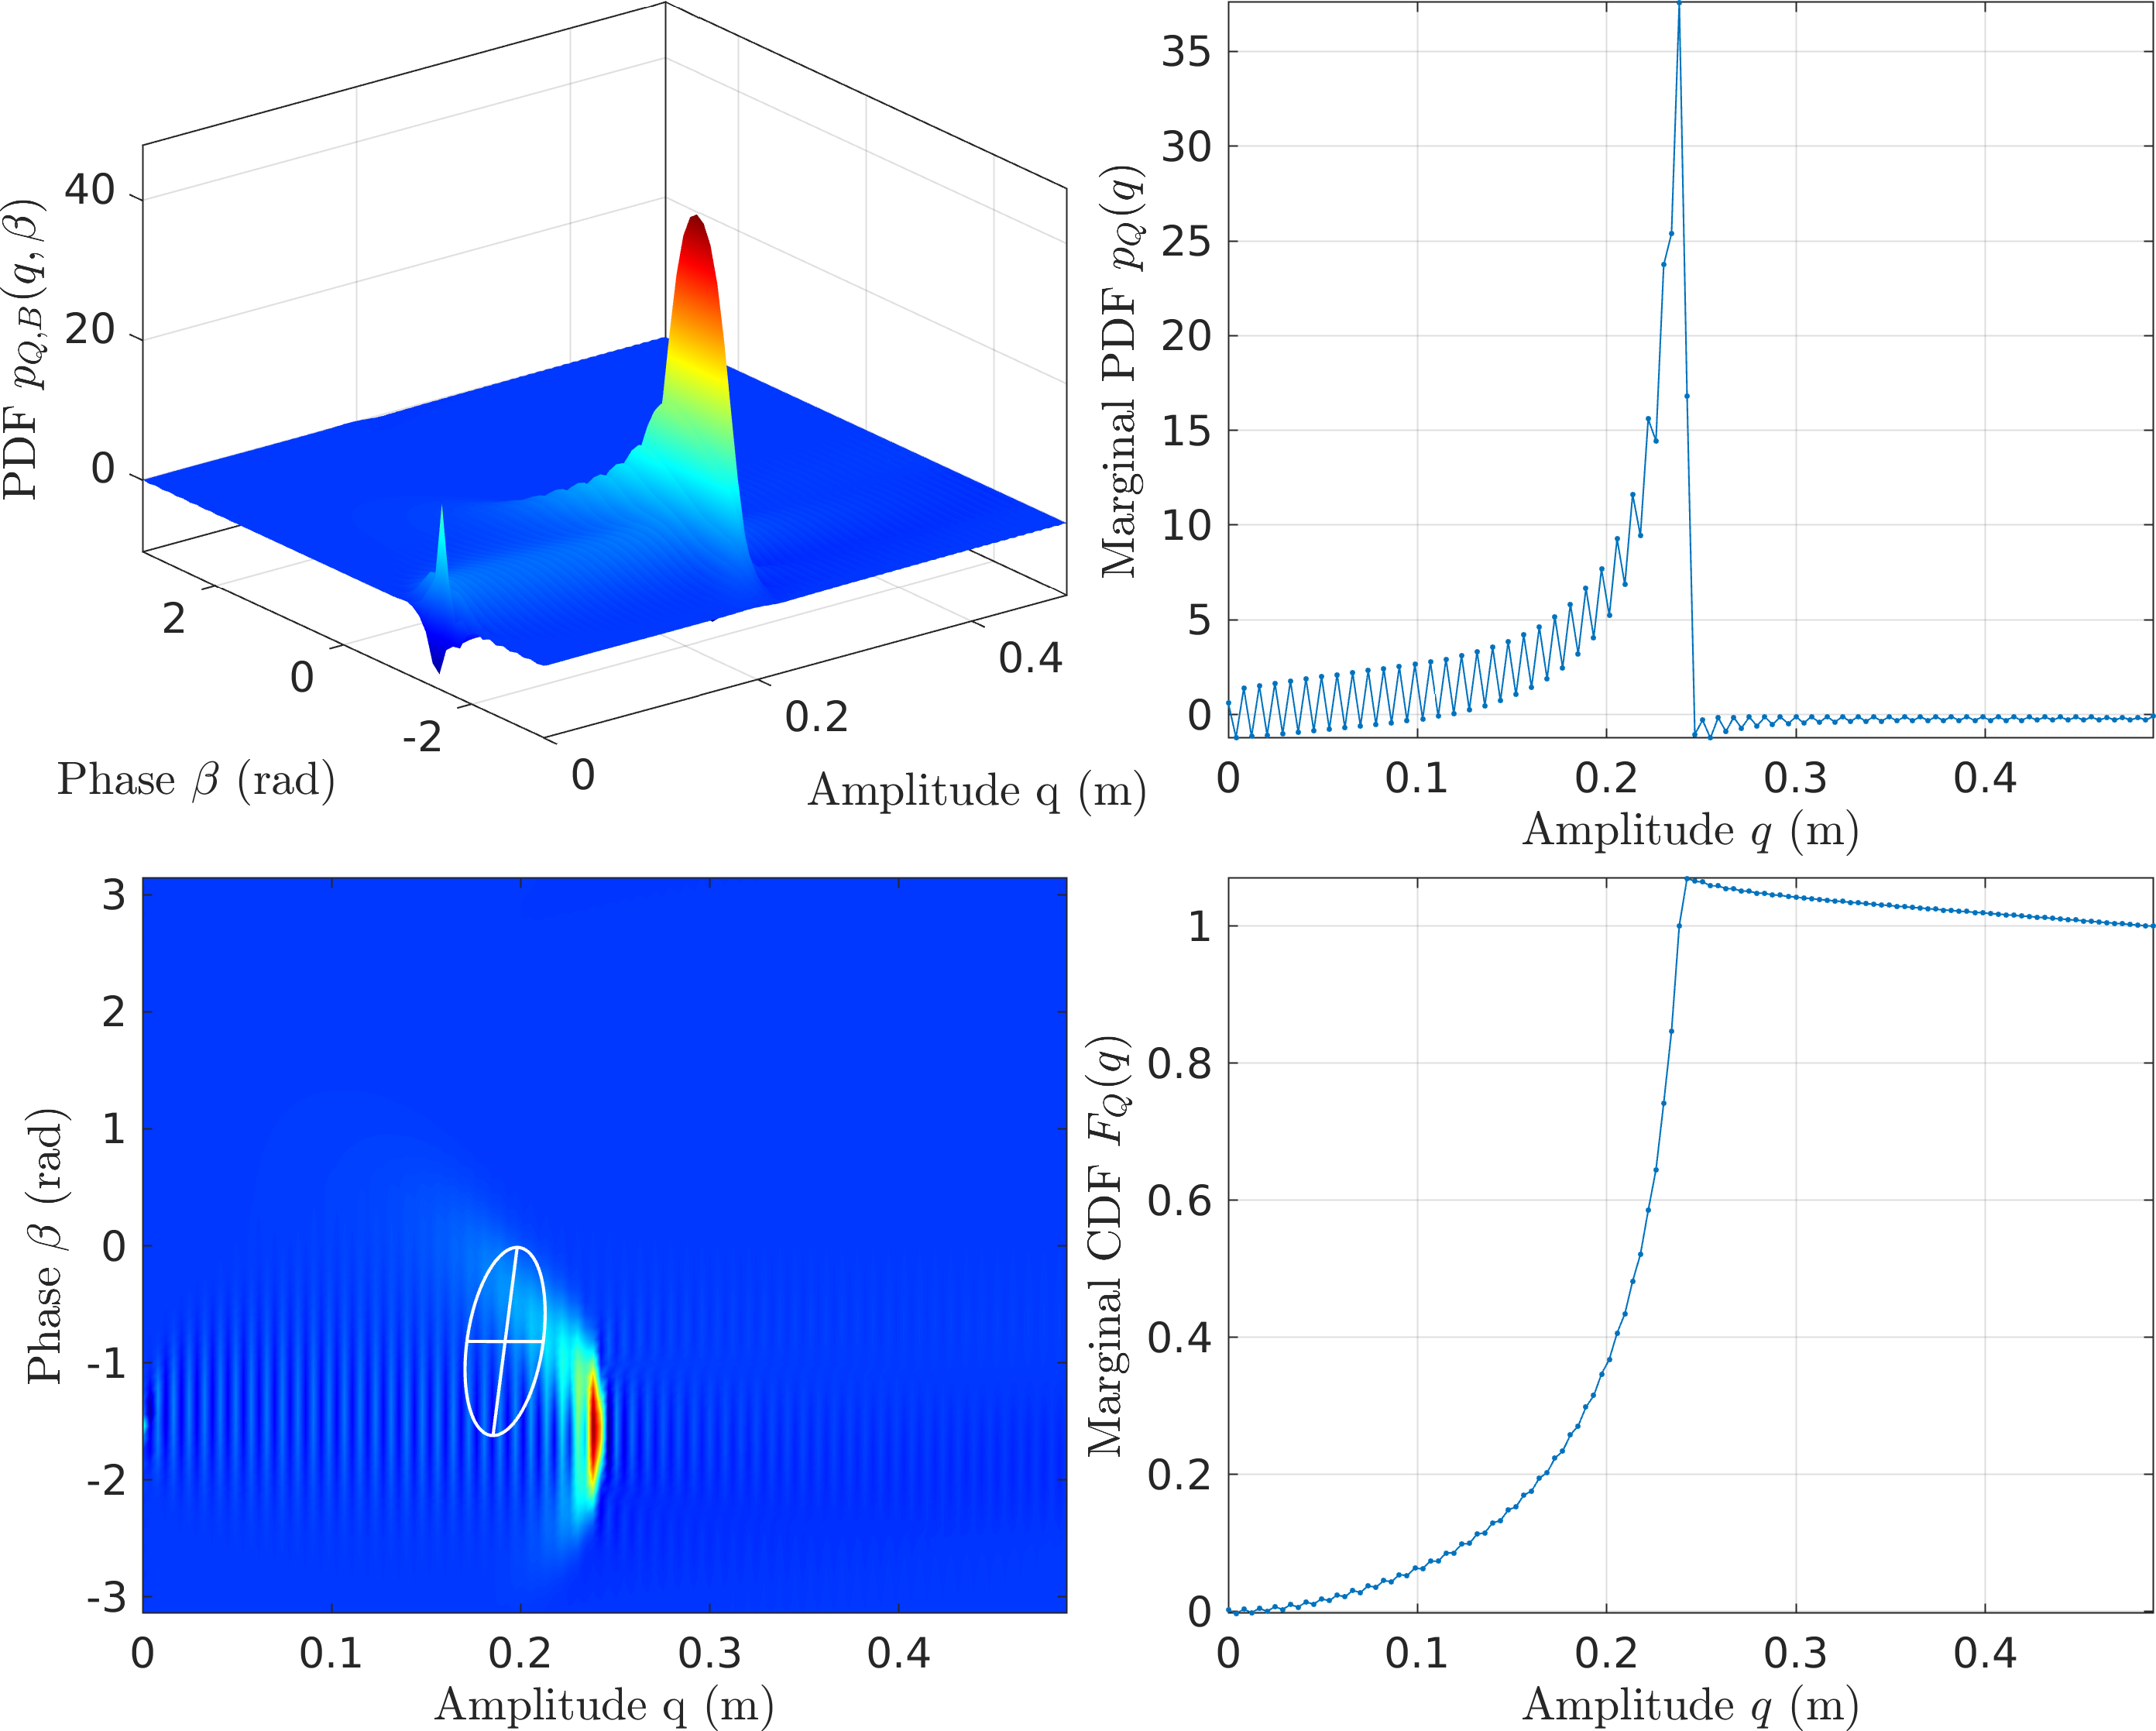 40
20
0
PDF p_{Q,B}(q, β)
2
0
-2
Phase β (rad)
0
0.2
0.4
Amplitude q (m)
35
30
25
20
15
10
5
0
Marginal PDF p_Q(q)
0 0.1 0.2 0.3 0.4
Amplitude q (m)
3
2
1
0
-1
-2
-3
Phase β (rad)
0 0.1 0.2 0.3 0.4
Amplitude q (m)
1
0.8
0.6
0.4
0.2
0
Marginal CDF F_Q(q)
0 0.1 0.2 0.3 0.4
Amplitude q (m)